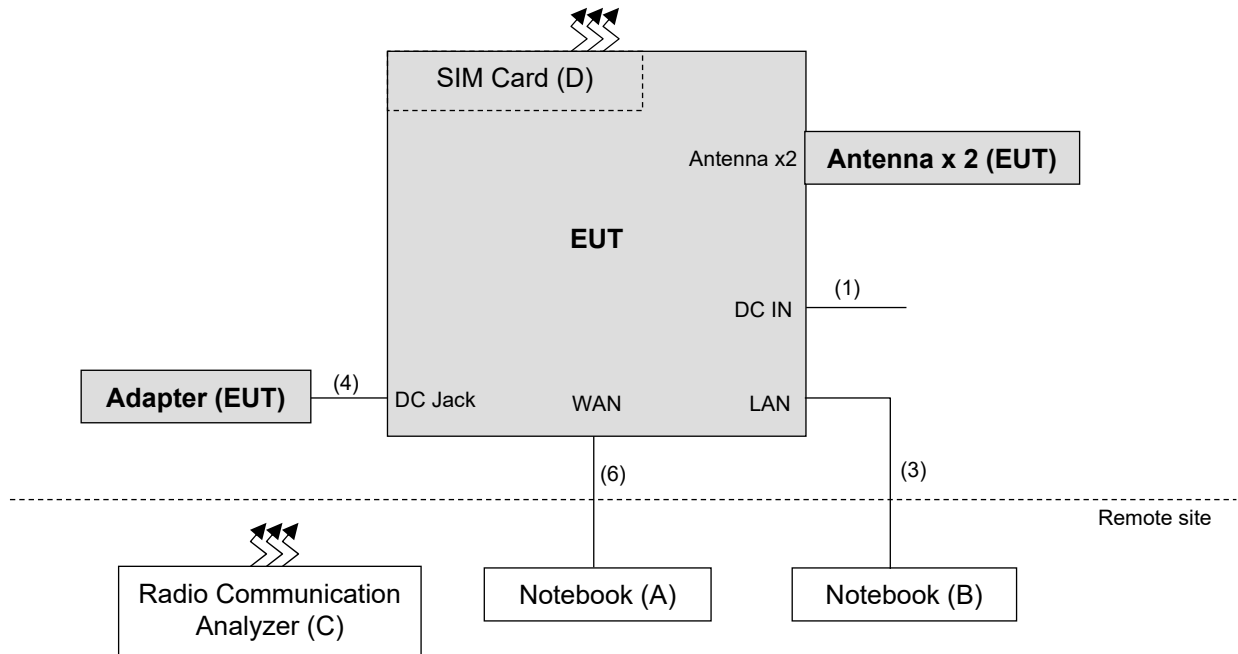 SIM Card (D)
Antenna x2
Antenna x 2 (EUT)
EUT
(1)
DC IN
Adapter (EUT)
(4)
DC Jack
WAN
LAN
(6)
(3)
Remote site
Radio Communication
Analyzer (C)
Notebook (A)
Notebook (B)